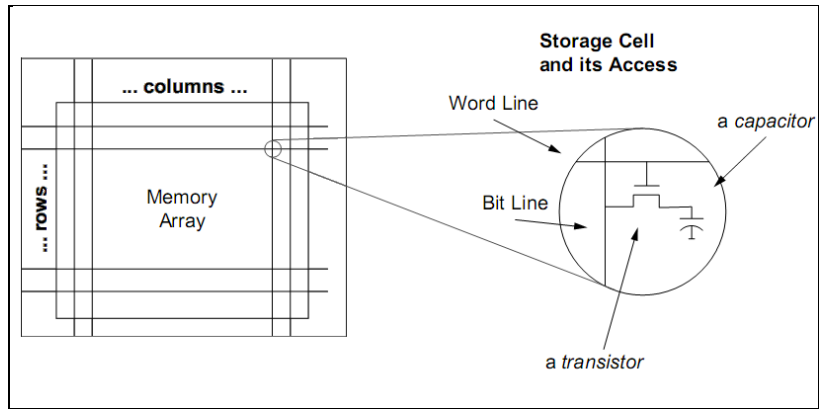 Storage Cell
and its Access
... columns ...
Word Line
a capacitor
... rows ...
Memory
Array
Bit Line
a transistor